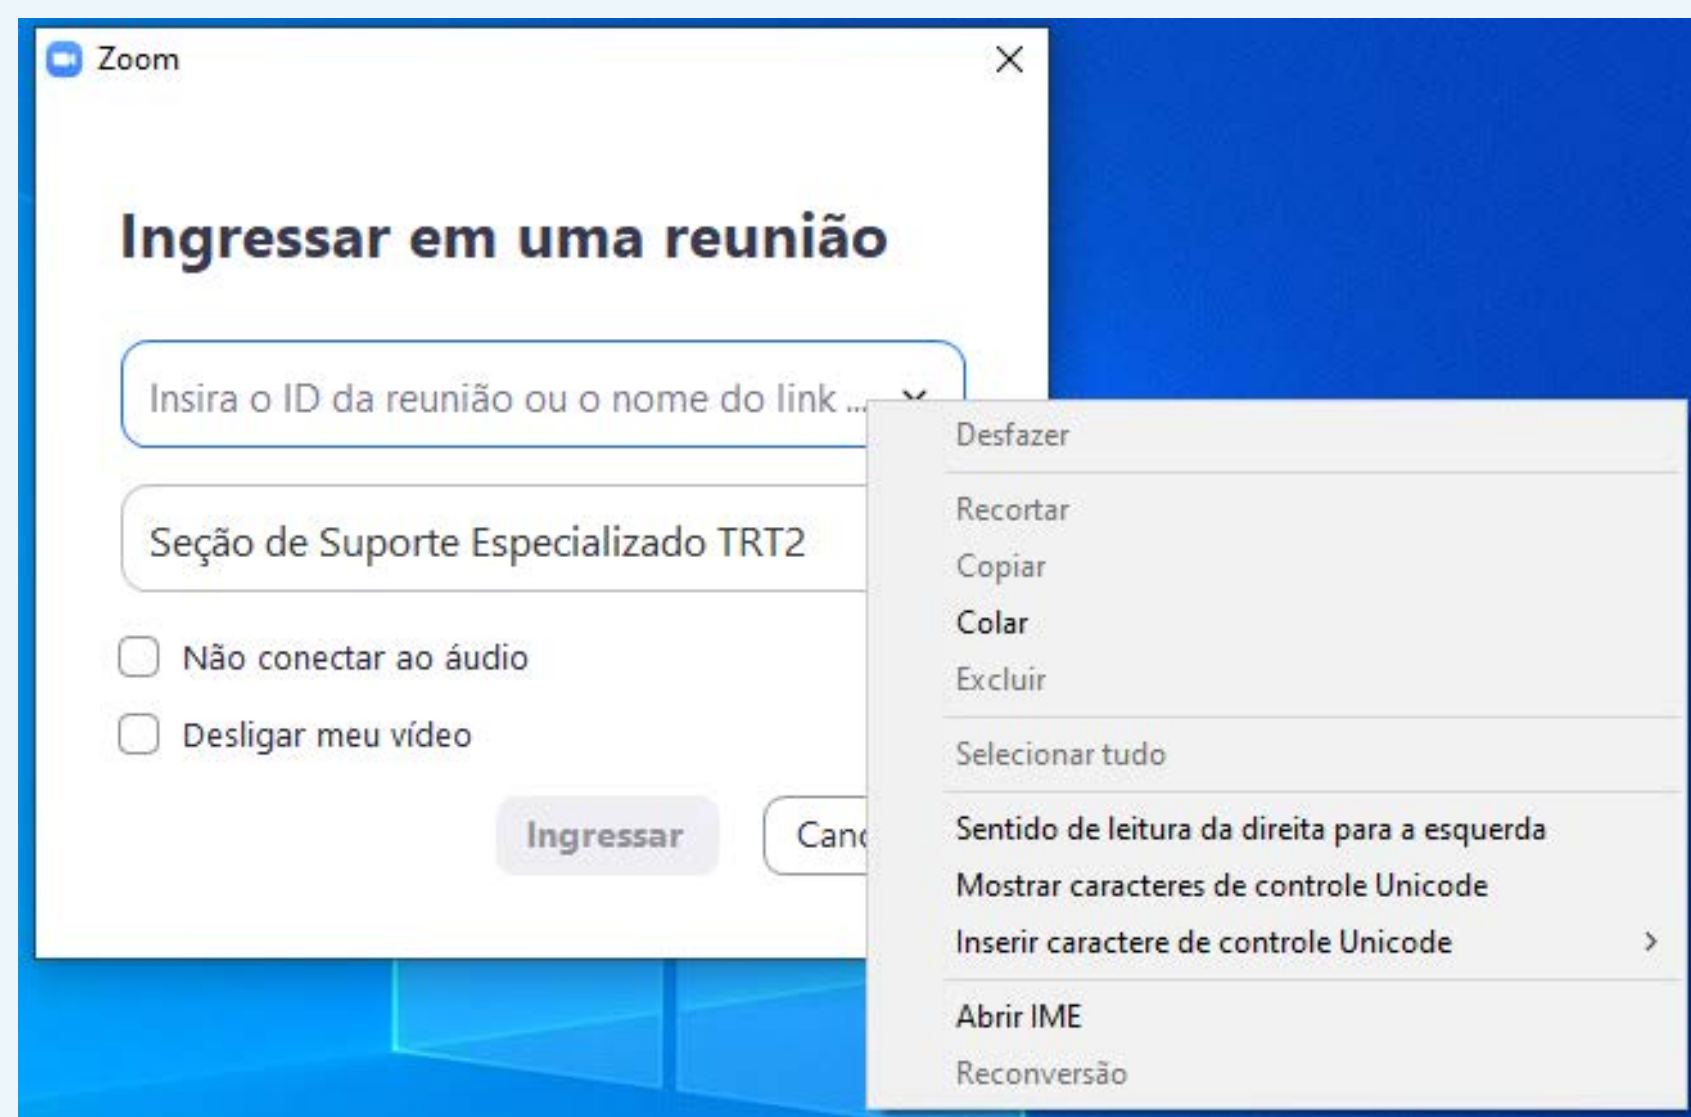 Zoom
Ingressar em uma reunião
Insira o ID da reunião ou o nome do link ...
Seção de Suporte Especializado TRT2
Não conectar ao áudio
Desligar meu vídeo
Ingressar
Canc
Desfazer
Recortar
Copiar
Colar
Excluir
Selecionar tudo
Sentido de leitura da direita para a esquerda
Mostrar caracteres de controle Unicode
Inserir caractere de controle Unicode
Abrir IME
Reconversão